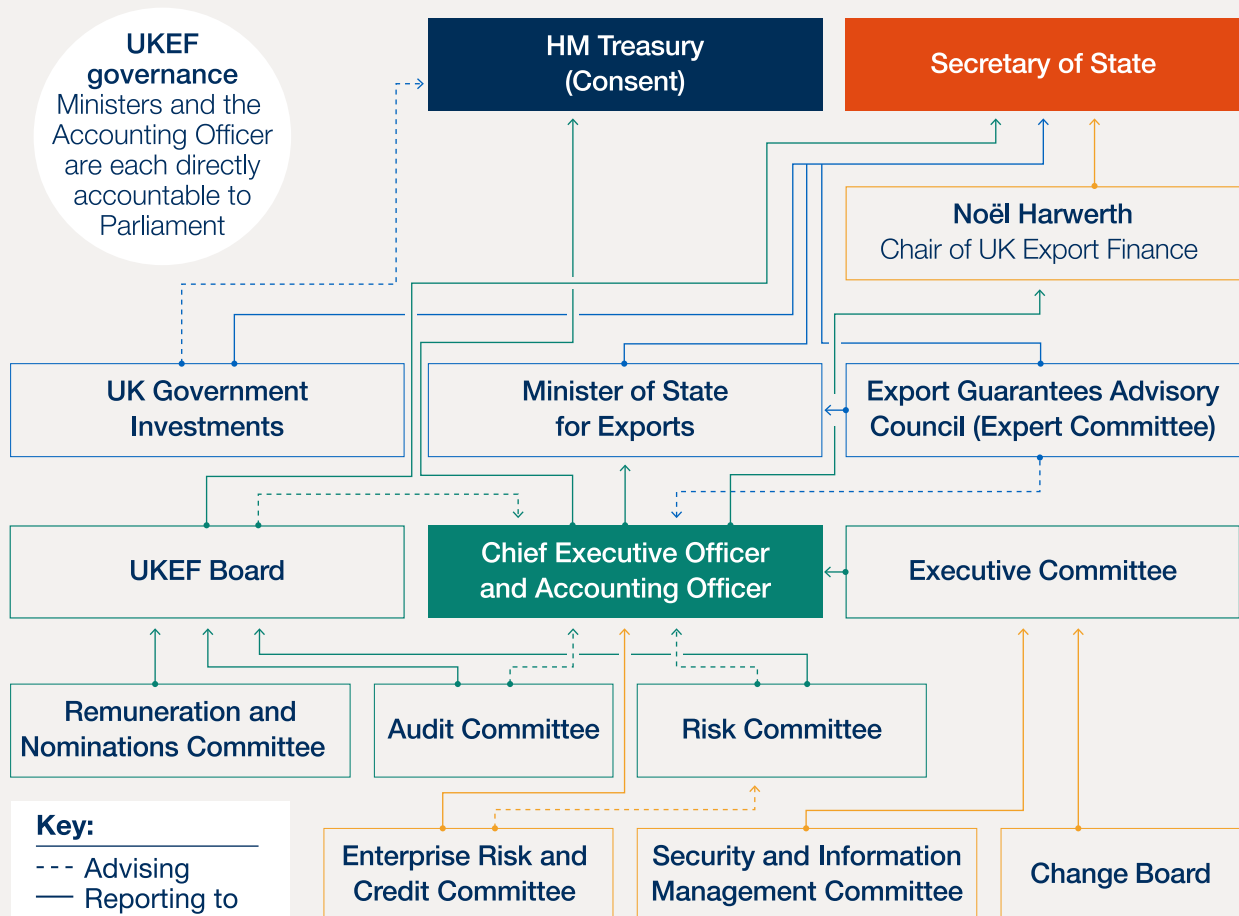 UKEF
governance
Ministers and the
Accounting Officer
are each directly
accountable to
Parliament
HM Treasury
(Consent)
Secretary of State
Noël Harwerth
Chair of UK Export Finance
UK Government
Investments
Minister of State
for Exports
Export Guarantees Advisory
Council (Expert Committee)
UKEF Board
Chief Executive Officer
and Accounting Officer
Executive Committee
Remuneration and
Nominations Committee
Audit Committee
Risk Committee
Key:
--- Advising
— Reporting to
Enterprise Risk and
Credit Committee
Security and Information
Management Committee
Change Board